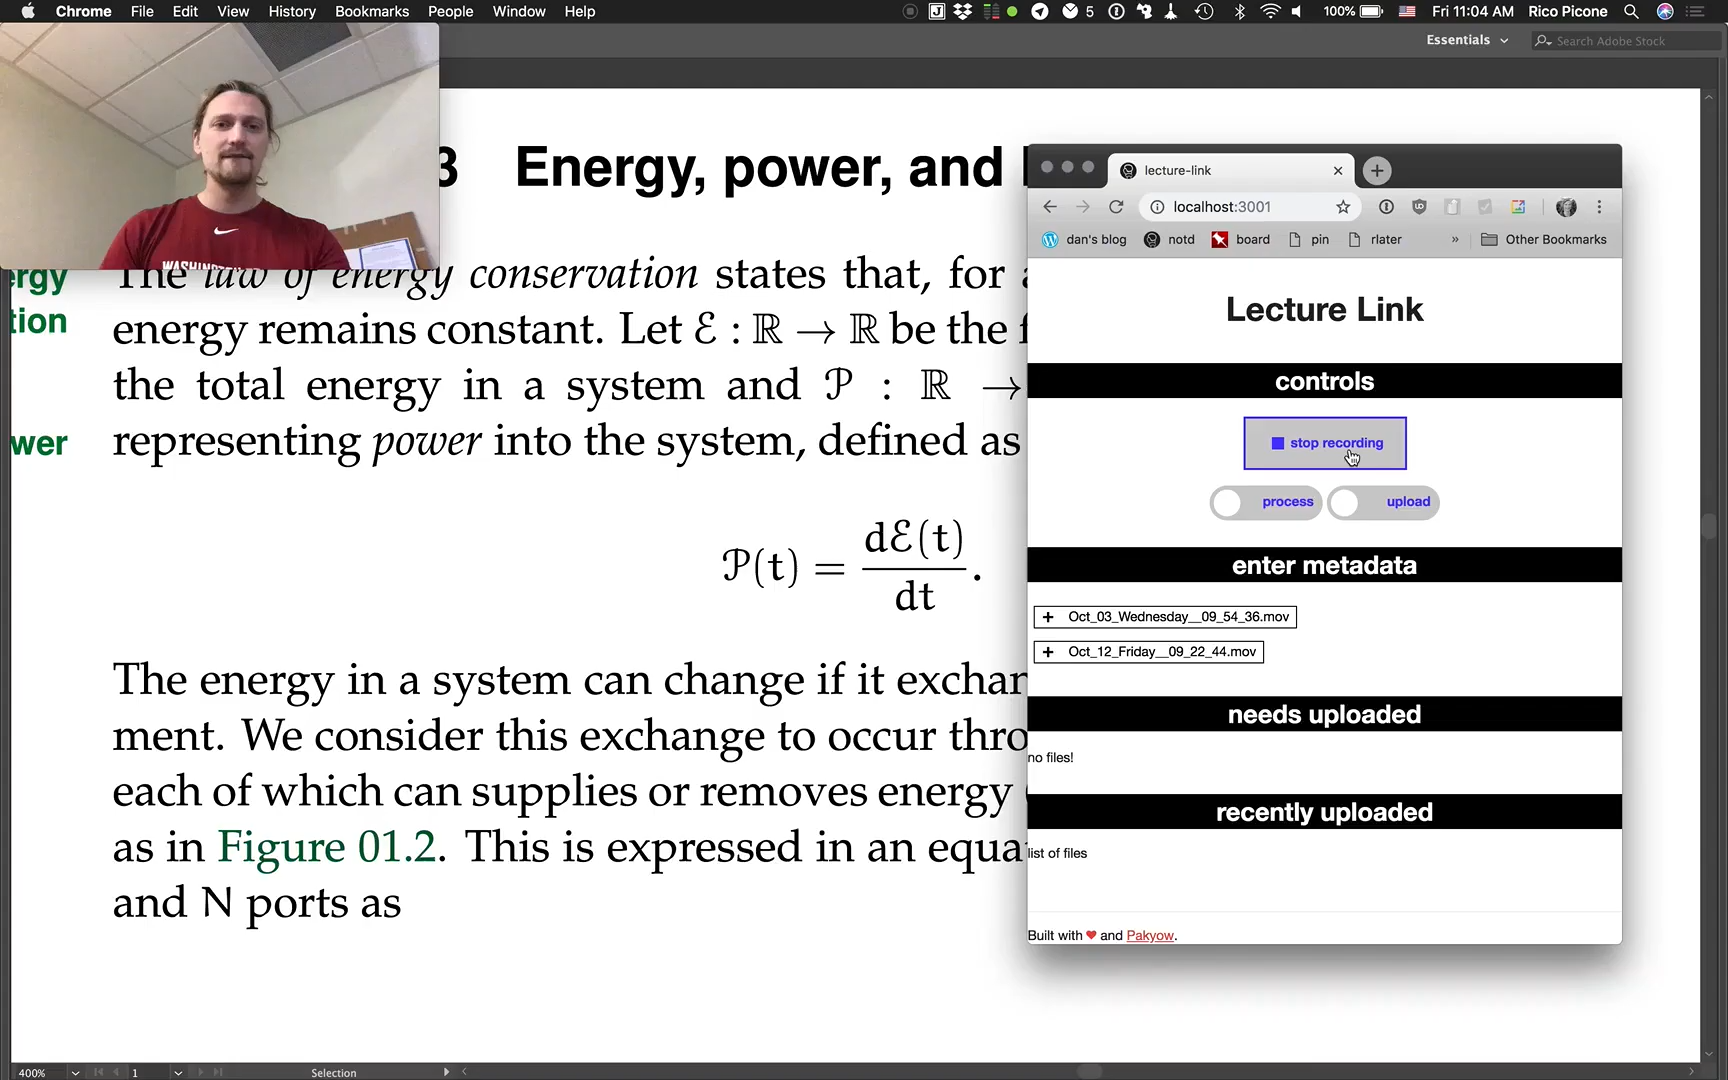 Chrome File Edit View History Bookmarks People Window Help
5 100% Fri 11:04 AM Rico Picone
Essentials
Search Adobe Stock
3 Energy, power, and
ergy
tion
wer
The law of energy conservation states that, for
energy remains constant. Let ℰ : ℝ → ℝ be the
the total energy in a system and 𝒫 : ℝ →
representing power into the system, defined as
𝒫(t) = dℰ(t)/dt.
The energy in a system can change if it exchan
ment. We consider this exchange to occur thro
each of which can supplies or removes energy
as in Figure 01.2. This is expressed in an equa
and N ports as
lecture-link
localhost:3001
dan's blog notd board pin rlater » Other Bookmarks
Lecture Link
controls
stop recording
process upload
enter metadata
+ Oct_03_Wednesday__09_54_36.mov
+ Oct_12_Friday__09_22_44.mov
needs uploaded
no files!
recently uploaded
list of files
Built with ❤ and Pakyow.
400% 1 Selection